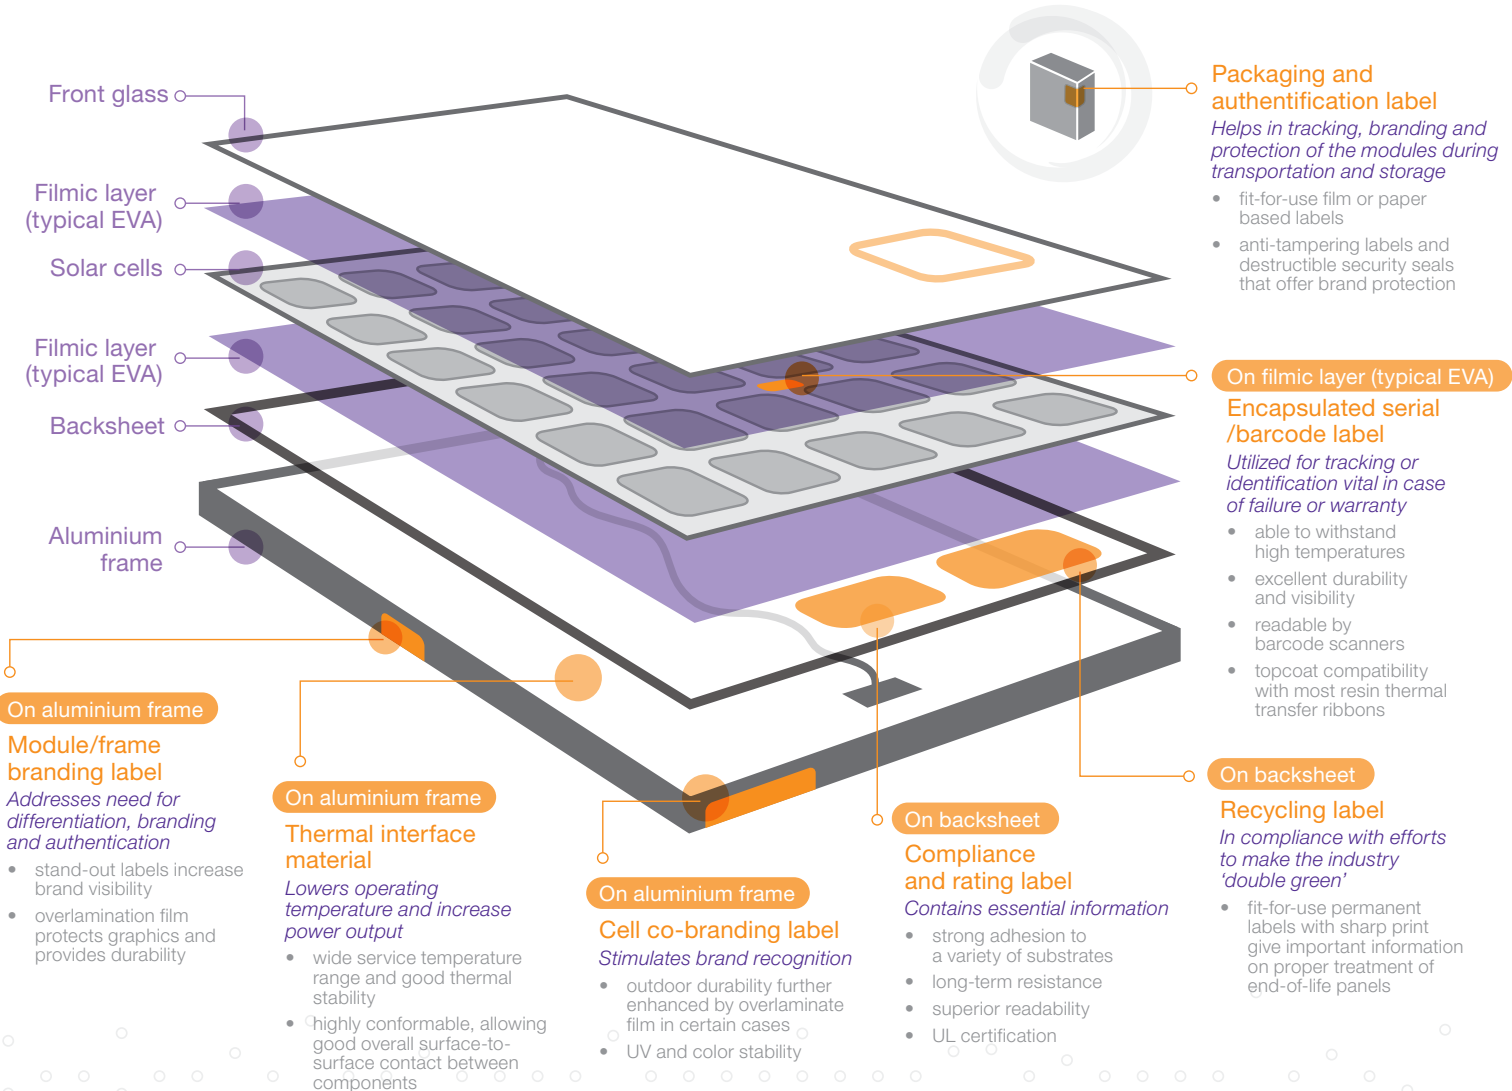 Front glass
Filmic layer
(typical EVA)
Solar cells
Filmic layer
(typical EVA)
Backsheet
Aluminium
frame
Packaging and
authentification label
Helps in tracking, branding and
protection of the modules during
transportation and storage
• fit-for-use film or paper
based labels
• anti-tampering labels and
destructible security seals
that offer brand protection
On filmic layer (typical EVA)
Encapsulated serial
/barcode label
Utilized for tracking or
identification vital in case
of failure or warranty
• able to withstand
high temperatures
• excellent durability
and visibility
• readable by
barcode scanners
• topcoat compatibility
with most resin thermal
transfer ribbons
On aluminium frame
Module/frame
branding label
Addresses need for
differentiation, branding
and authentication
• stand-out labels increase
brand visibility
• overlamination film
protects graphics and
provides durability
On aluminium frame
Thermal interface
material
Lowers operating
temperature and increase
power output
• wide service temperature
range and good thermal
stability
• highly conformable, allowing
good overall surface-to-
surface contact between
components
On aluminium frame
Cell co-branding label
Stimulates brand recognition
• outdoor durability further
enhanced by overlaminate
film in certain cases
• UV and color stability
On backsheet
Compliance
and rating label
Contains essential information
• strong adhesion to
a variety of substrates
• long-term resistance
• superior readability
• UL certification
On backsheet
Recycling label
In compliance with efforts
to make the industry
‘double green’
• fit-for-use permanent
labels with sharp print
give important information
on proper treatment of
end-of-life panels